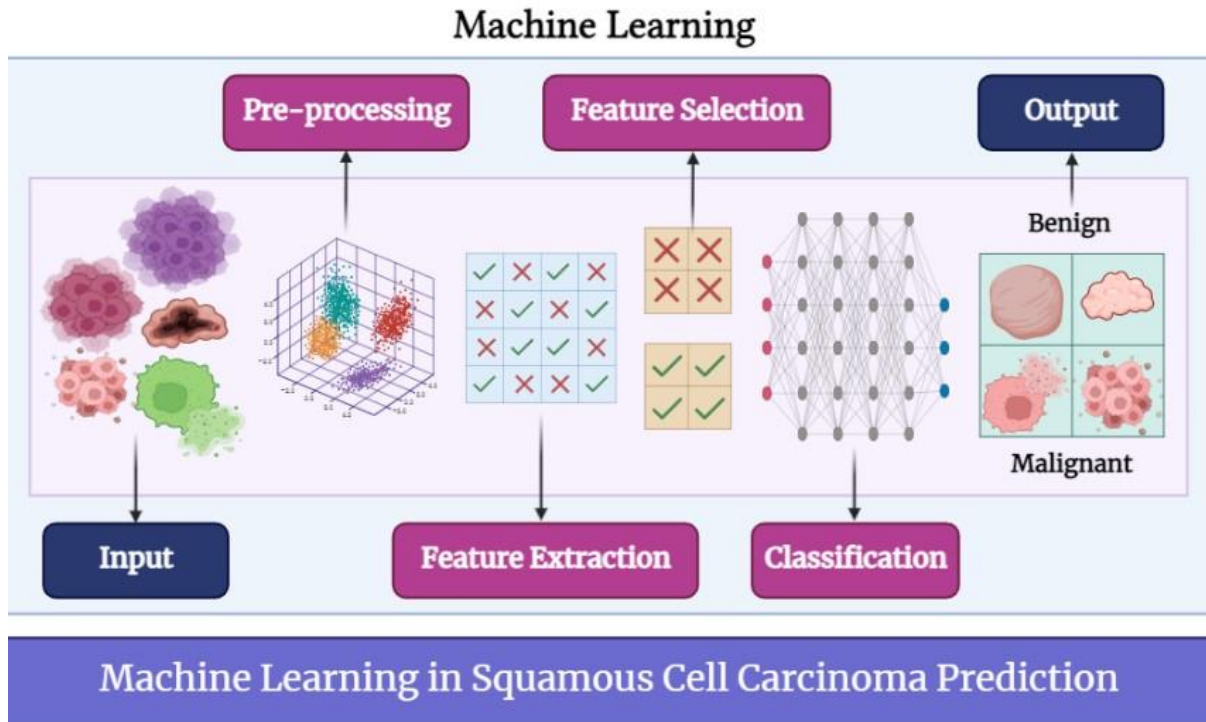 Machine Learning
Pre-processing
Feature Selection
Output
Benign
Malignant
Input
Feature Extraction
Classification
Machine Learning in Squamous Cell Carcinoma Prediction